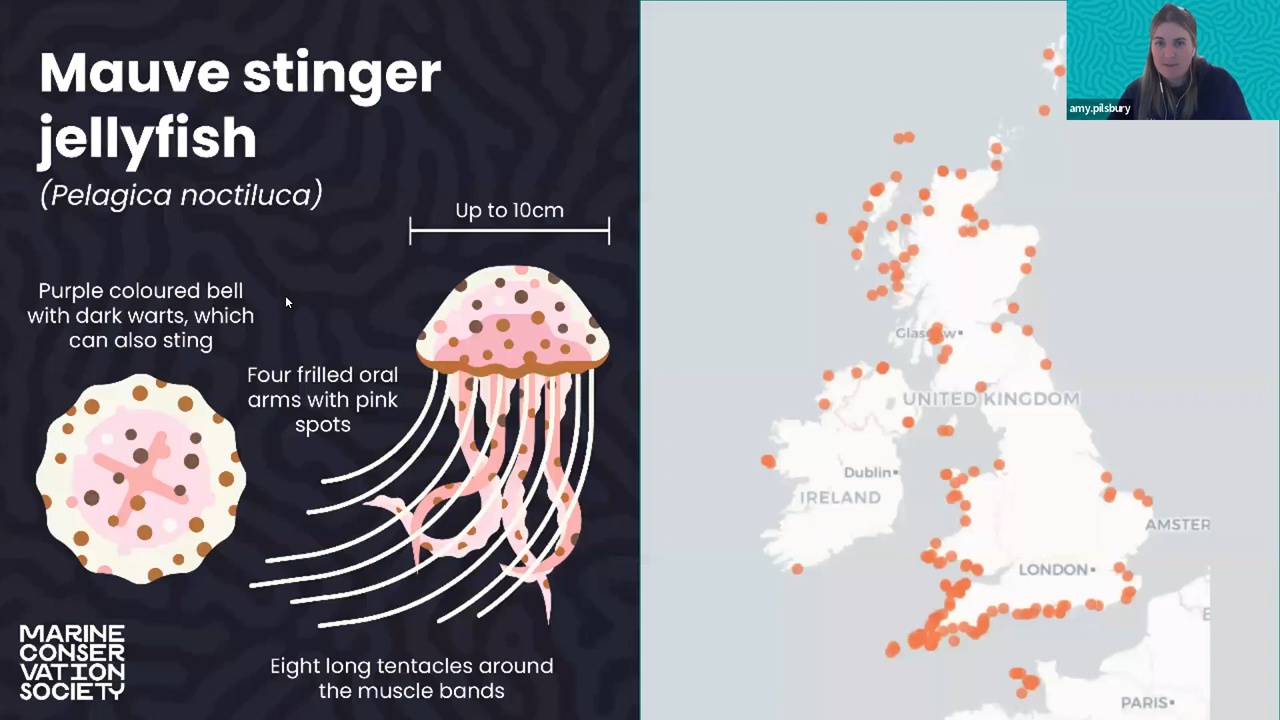 Mauve stinger
jellyfish
(Pelagica noctiluca)
Up to 10cm
Purple coloured bell
with dark warts, which
can also sting
Four frilled oral
arms with pink
spots
Eight long tentacles around
the muscle bands
MARINE
CONSER
VATION
SOCIETY
amy.pilsbury
Glasgow
UNITED KINGDOM
Dublin
IRELAND
AMSTER
LONDON
PARIS